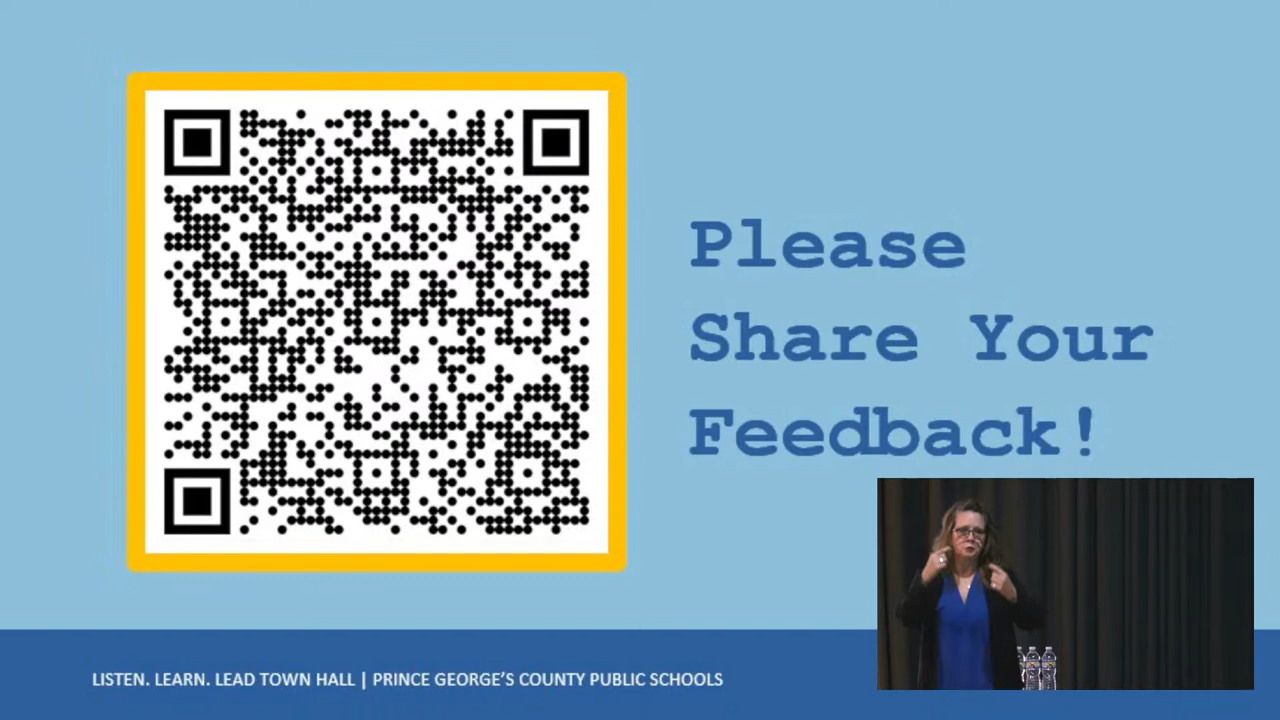 Please
Share Your
Feedback!
LISTEN. LEARN. LEAD TOWN HALL | PRINCE GEORGE'S COUNTY PUBLIC SCHOOLS